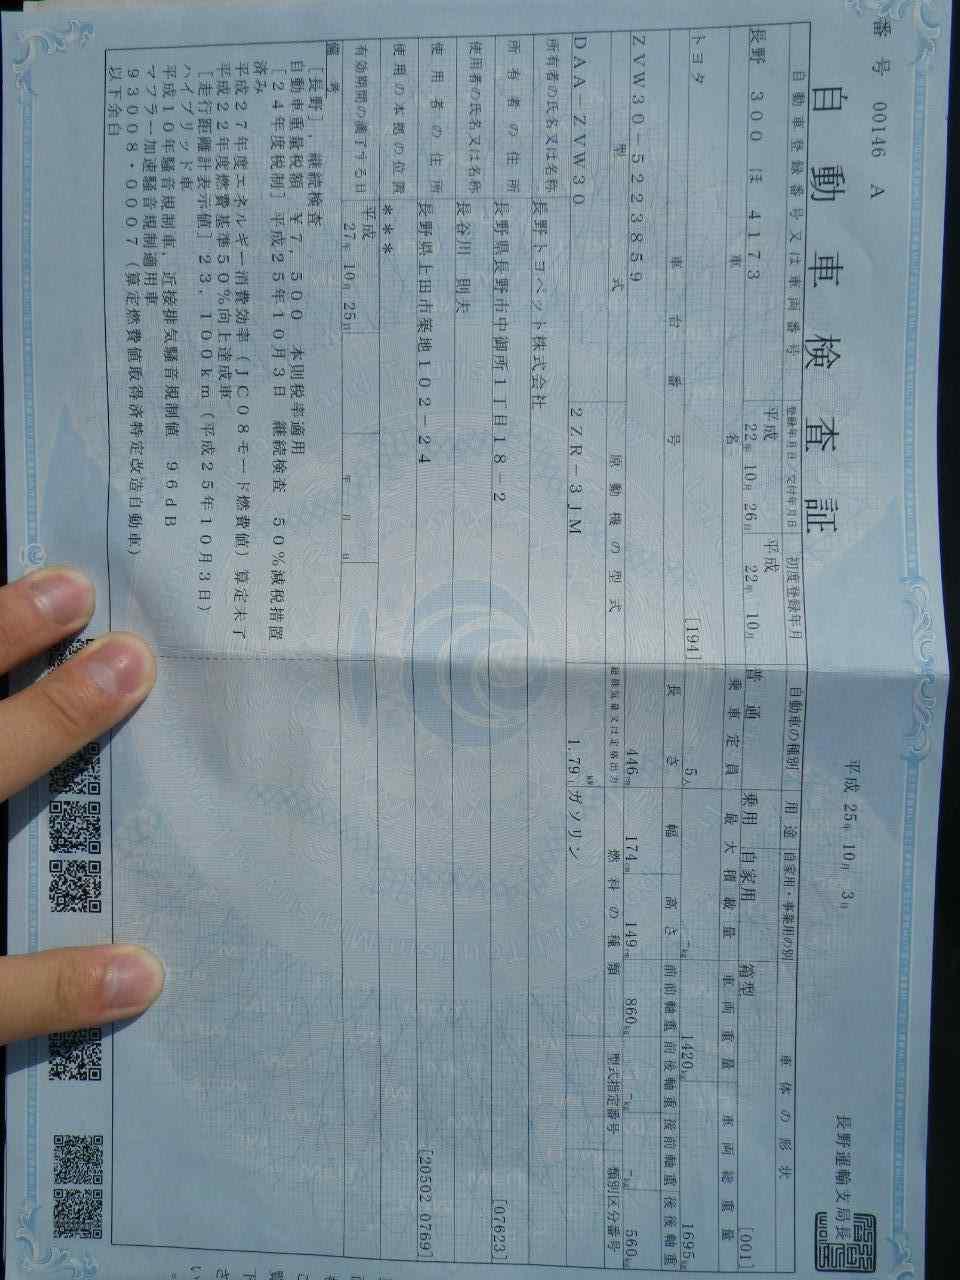 番号 00146 A
平成 25年 10月 3日
長野運輸支局長
自動車検査証
自動車登録番号又は車両番号 登録年月日/交付年月日 初度登録年月 自動車の種別 用途 自家用・事業用の別 車体の形状
長野 300 ほ 4173 平成 22年 10月 26日 平成 22年 10月 普通 乗用 自家用 箱型 [001]
車名 乗車定員 最大積載量 車両重量 車両総重量
トヨタ [194] 5人 -kg 1420kg 1695kg
車台番号 長さ 幅 高さ 前前軸重 前後軸重 後前軸重 後後軸重
ZVW30-5223859 446cm 174cm 149cm 860kg -kg -kg 560kg
型式 原動機の型式 総排気量又は定格出力 燃料の種類 型式指定番号 類別区分番号
DAA-ZVW30 2ZR-3JM 1.79 kW ガソリン
所有者の氏名又は名称 長野トヨペット株式会社
所有者の住所 長野県長野市中御所1丁目18-2 [07623]
使用者の氏名又は名称 長谷川 則夫
使用者の住所 長野県上田市築地102-24 [20502 0769]
使用の本拠の位置 ***
有効期間の満了する日 平成 27年 10月 25日 年 月 日
備考
[長野],継続検査
自動車重量税額 ¥7,500 本則税率適用
[24年度税制] 平成25年10月3日 継続検査 50%減税措置
済み
平成27年度エネルギー消費効率(JC08モード燃費値)算定未了
平成22年度燃費基準50%向上達成車
[走行距離計表示値] 23,100km(平成25年10月3日)
ハイブリッド車
平成10年騒音規制車,近接排気騒音規制値 96dB
マフラー加速騒音規制適用車
93008・0007(算定燃費値取得済特定改造自動車)
以下余白